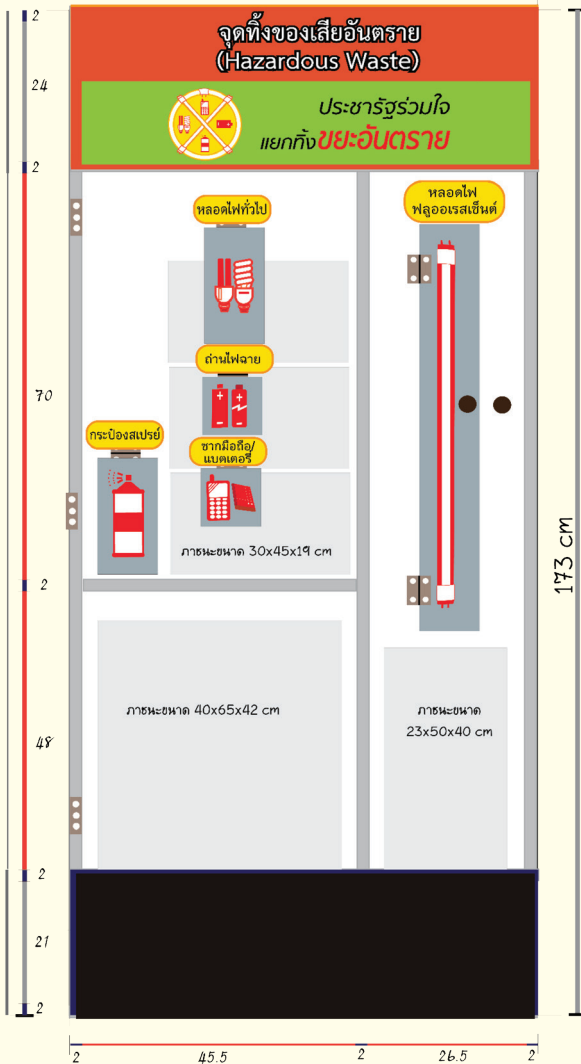 จุดทิ้งของเสียอันตราย
(Hazardous Waste)
ประชารัฐร่วมใจ
แยกทิ้งขยะอันตราย
หลอดไฟทั่วไป
หลอดไฟ
ฟลูออเรสเซ็นต์
ถ่านไฟฉาย
กระป๋องสเปรย์
ซากมือถือ/
แบตเตอรี่
ภาชนะขนาด 30x45x19 cm
ภาชนะขนาด 40x65x42 cm
ภาชนะขนาด
23x50x40 cm
2
24
2
70
2
48
2
21
2
173 cm
2
45.5
2
26.5
2